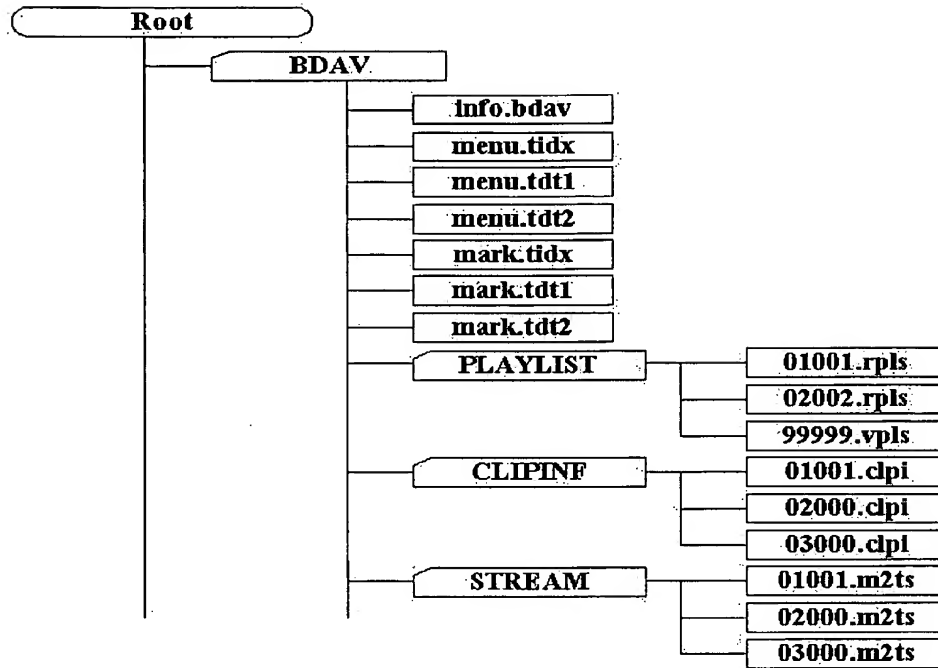 Root
BDAV
info.bdav
menu.tidx
menu.tdt1
menu.tdt2
mark.tidx
mark.tdt1
mark.tdt2
PLAYLIST
01001.rpls
02002.rpls
99999.vpls
CLIPINF
01001.clpi
02000.clpi
03000.clpi
STREAM
01001.m2ts
02000.m2ts
03000.m2ts